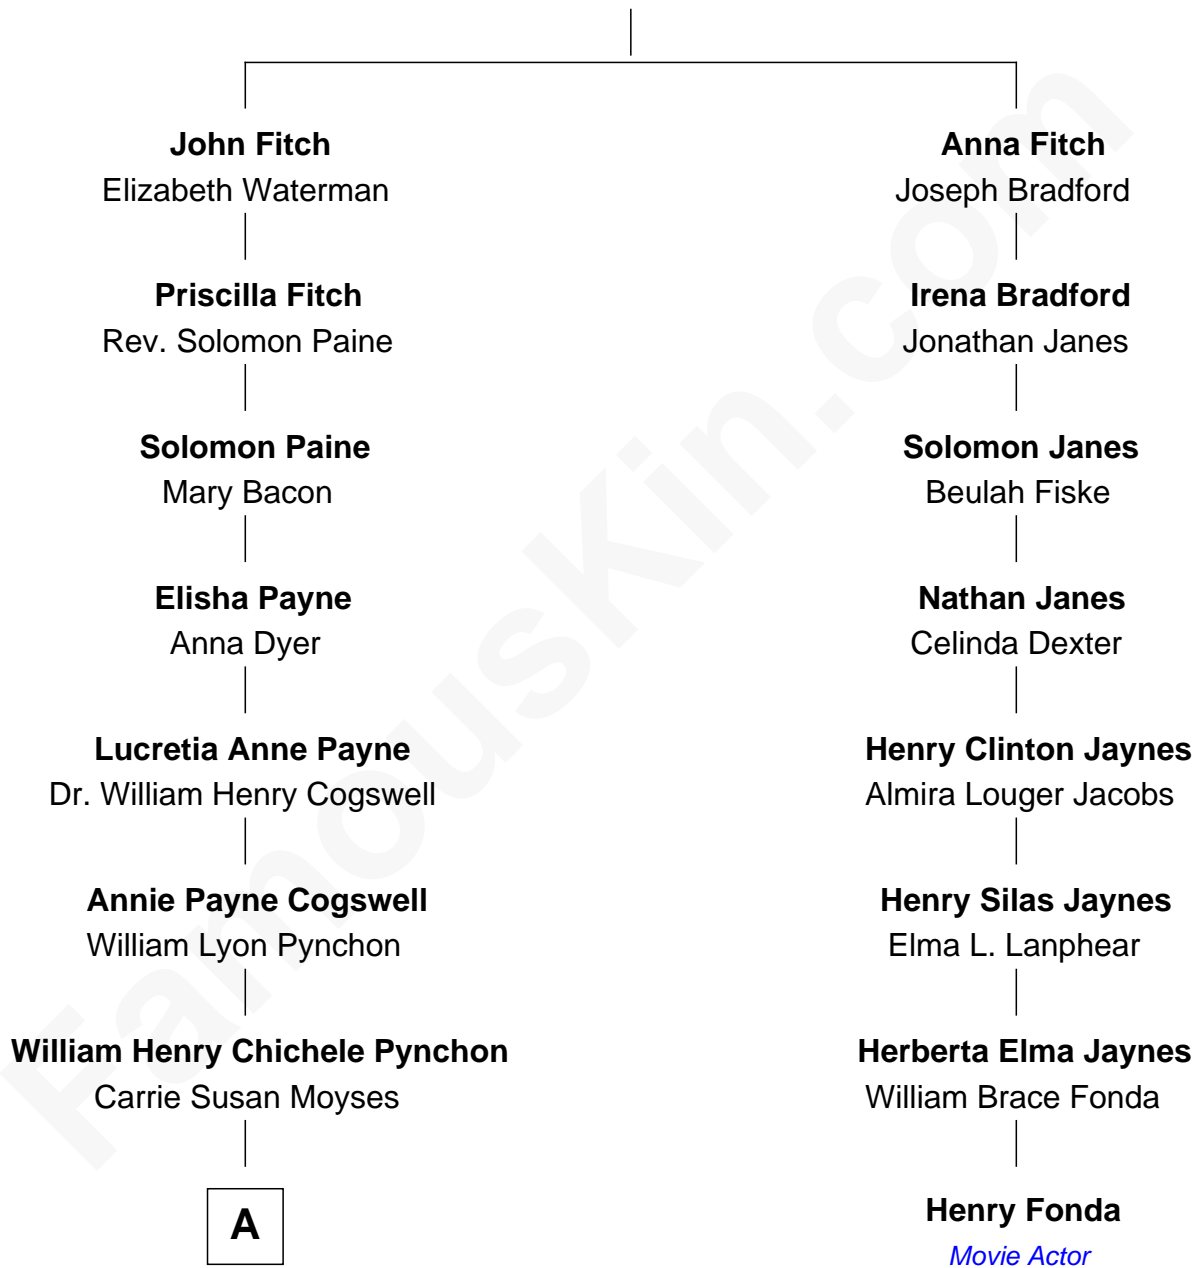 John Fitch
Elizabeth Waterman
Priscilla Fitch
Rev. Solomon Paine
Solomon Paine
Mary Bacon
Elisha Payne
Anna Dyer
Lucretia Anne Payne
Dr. William Henry Cogswell
Annie Payne Cogswell
William Lyon Pynchon
William Henry Chichele Pynchon
Carrie Susan Moyses
A
Anna Fitch
Joseph Bradford
Irena Bradford
Jonathan Janes
Solomon Janes
Beulah Fiske
Nathan Janes
Celinda Dexter
Henry Clinton Jaynes
Almira Louger Jacobs
Henry Silas Jaynes
Elma L. Lanphear
Herberta Elma Jaynes
William Brace Fonda
Henry Fonda
Movie Actor
FamousKin.com